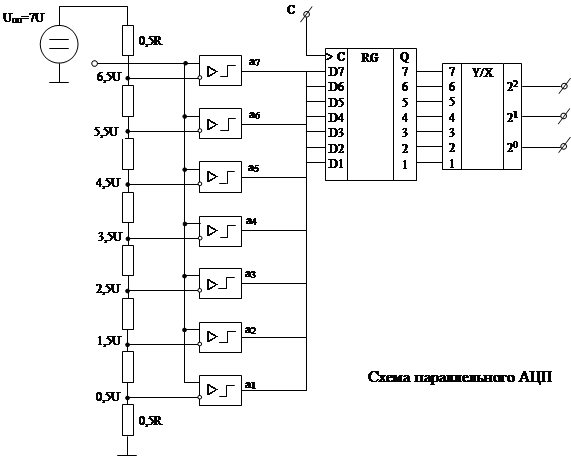 Uоп=7U
0,5R
C
6,5U
a7
5,5U
a6
4,5U
a5
3,5U
a4
2,5U
a3
1,5U
a2
0,5U
a1
0,5R
C RG Q
D7 7
D6 6
D5 5
D4 4
D3 3
D2 2
D1 1
Y/X
7
6 2²
5
4 2¹
3
2 2⁰
1
Схема параллельного АЦП